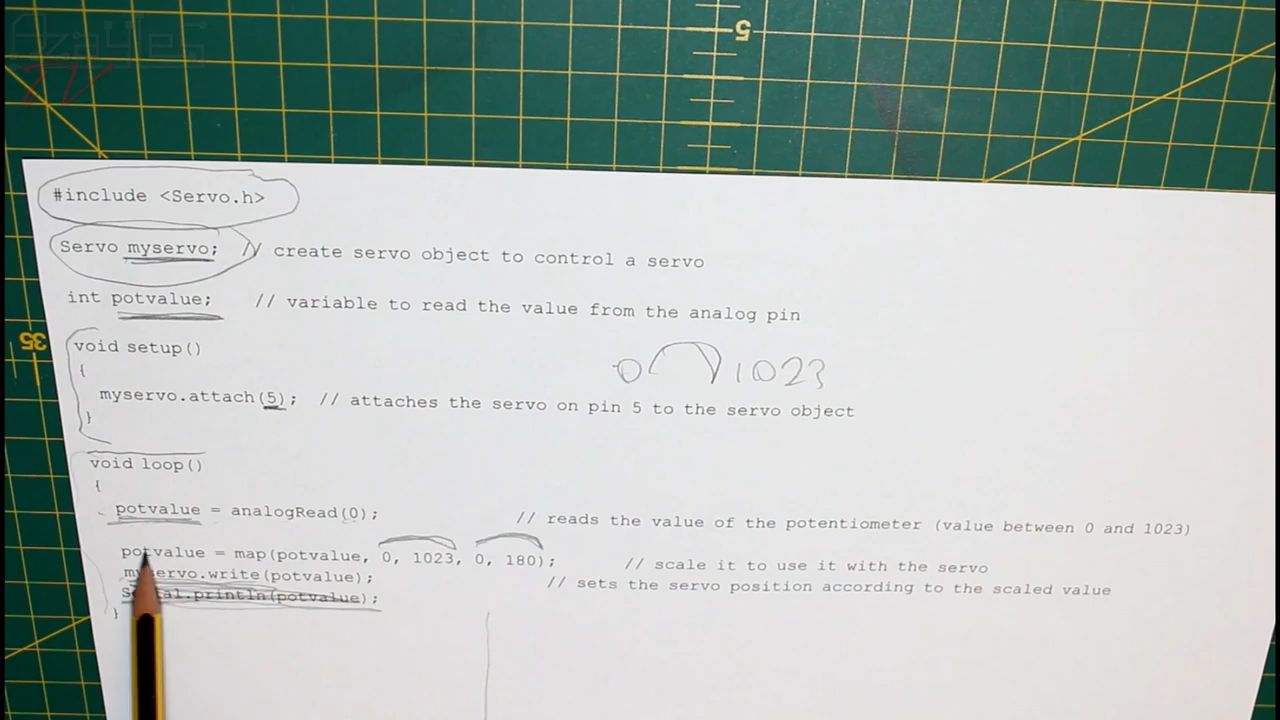 Ezayles
TV
5
#include <Servo.h>
Servo myservo; // create servo object to control a servo
int potvalue; // variable to read the value from the analog pin
35
void setup()
{
0 1023
myservo.attach(5); // attaches the servo on pin 5 to the servo object
}
void loop()
{
potvalue = analogRead(0); // reads the value of the potentiometer (value between 0 and 1023)
potvalue = map(potvalue, 0, 1023, 0, 180); // scale it to use it with the servo
myservo.write(potvalue); // sets the servo position according to the scaled value
Serial.println(potvalue);
}